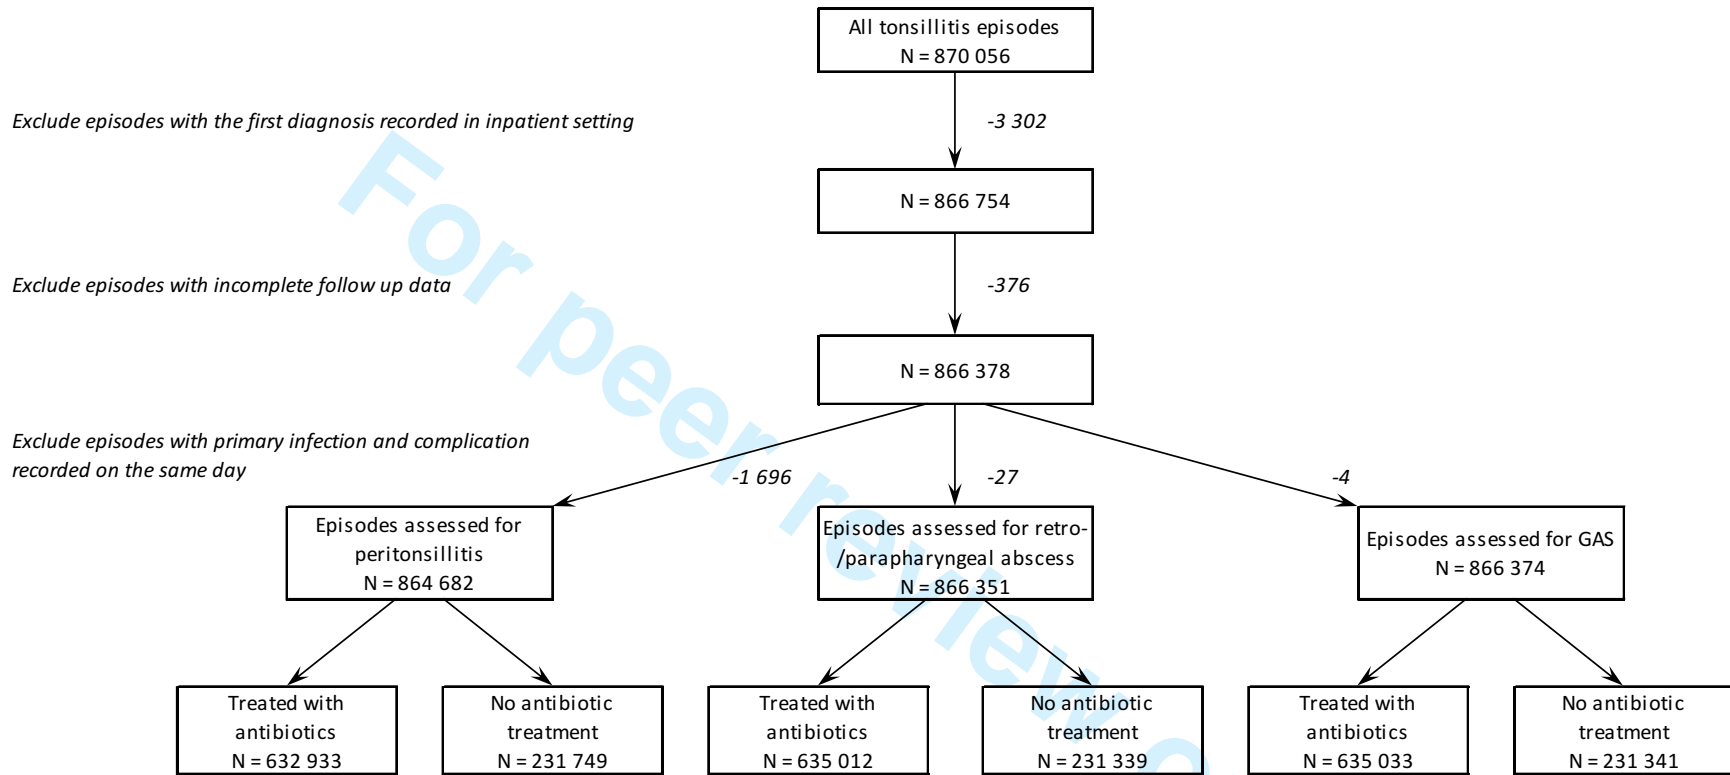 All tonsillitis episodes
N = 870 056
Exclude episodes with the first diagnosis recorded in inpatient setting
-3 302
N = 866 754
Exclude episodes with incomplete follow up data
-376
N = 866 378
Exclude episodes with primary infection and complication
recorded on the same day
-1 696
-27
-4
Episodes assessed for
peritonsillitis
N = 864 682
Episodes assessed for retro-
/parapharyngeal abscess
N = 866 351
Episodes assessed for GAS
N = 866 374
Treated with
antibiotics
N = 632 933
No antibiotic
treatment
N = 231 749
Treated with
antibiotics
N = 635 012
No antibiotic
treatment
N = 231 339
Treated with
antibiotics
N = 635 033
No antibiotic
treatment
N = 231 341
For peer review